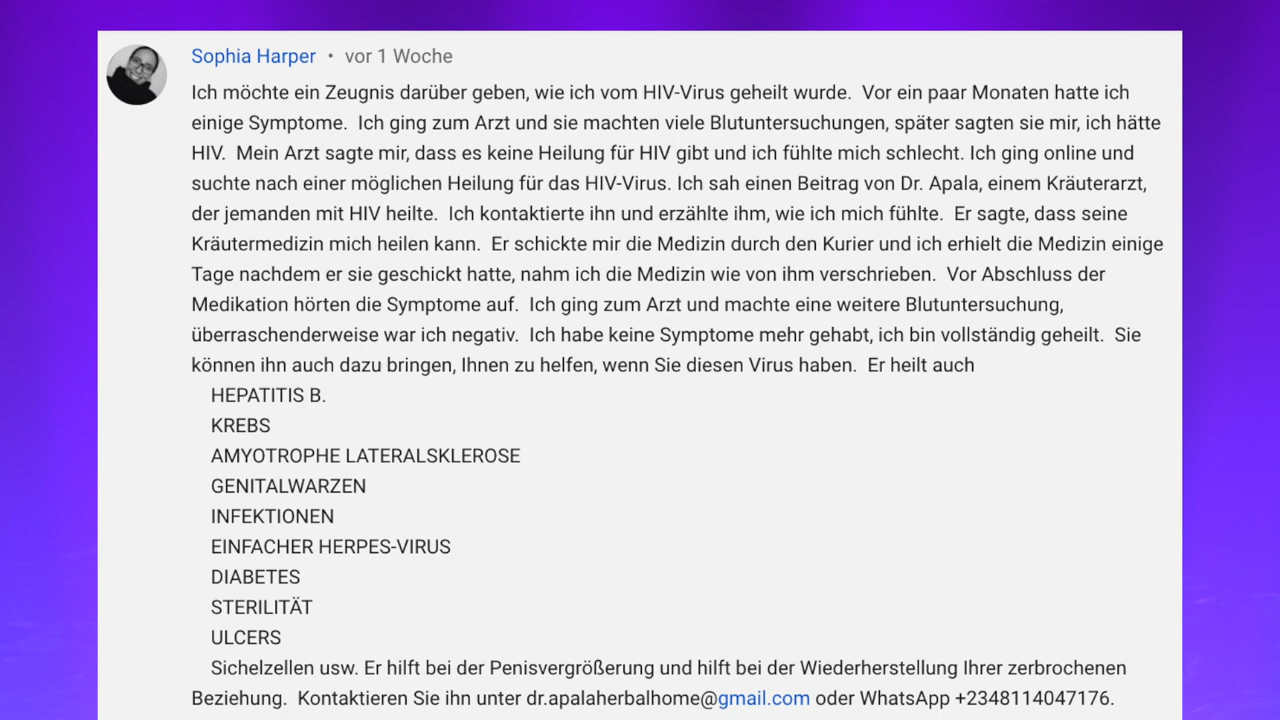 Sophia Harper • vor 1 Woche
Ich möchte ein Zeugnis darüber geben, wie ich vom HIV-Virus geheilt wurde.  Vor ein paar Monaten hatte ich
einige Symptome.  Ich ging zum Arzt und sie machten viele Blutuntersuchungen, später sagten sie mir, ich hätte
HIV.  Mein Arzt sagte mir, dass es keine Heilung für HIV gibt und ich fühlte mich schlecht. Ich ging online und
suchte nach einer möglichen Heilung für das HIV-Virus. Ich sah einen Beitrag von Dr. Apala, einem Kräuterarzt,
der jemanden mit HIV heilte.  Ich kontaktierte ihn und erzählte ihm, wie ich mich fühlte.  Er sagte, dass seine
Kräutermedizin mich heilen kann.  Er schickte mir die Medizin durch den Kurier und ich erhielt die Medizin einige
Tage nachdem er sie geschickt hatte, nahm ich die Medizin wie von ihm verschrieben.  Vor Abschluss der
Medikation hörten die Symptome auf.  Ich ging zum Arzt und machte eine weitere Blutuntersuchung,
überraschenderweise war ich negativ.  Ich habe keine Symptome mehr gehabt, ich bin vollständig geheilt.  Sie
können ihn auch dazu bringen, Ihnen zu helfen, wenn Sie diesen Virus haben.  Er heilt auch
HEPATITIS B.
KREBS
AMYOTROPHE LATERALSKLEROSE
GENITALWARZEN
INFEKTIONEN
EINFACHER HERPES-VIRUS
DIABETES
STERILITÄT
ULCERS
Sichelzellen usw. Er hilft bei der Penisvergrößerung und hilft bei der Wiederherstellung Ihrer zerbrochenen
Beziehung.  Kontaktieren Sie ihn unter dr.apalaherbalhome@gmail.com oder WhatsApp +2348114047176.